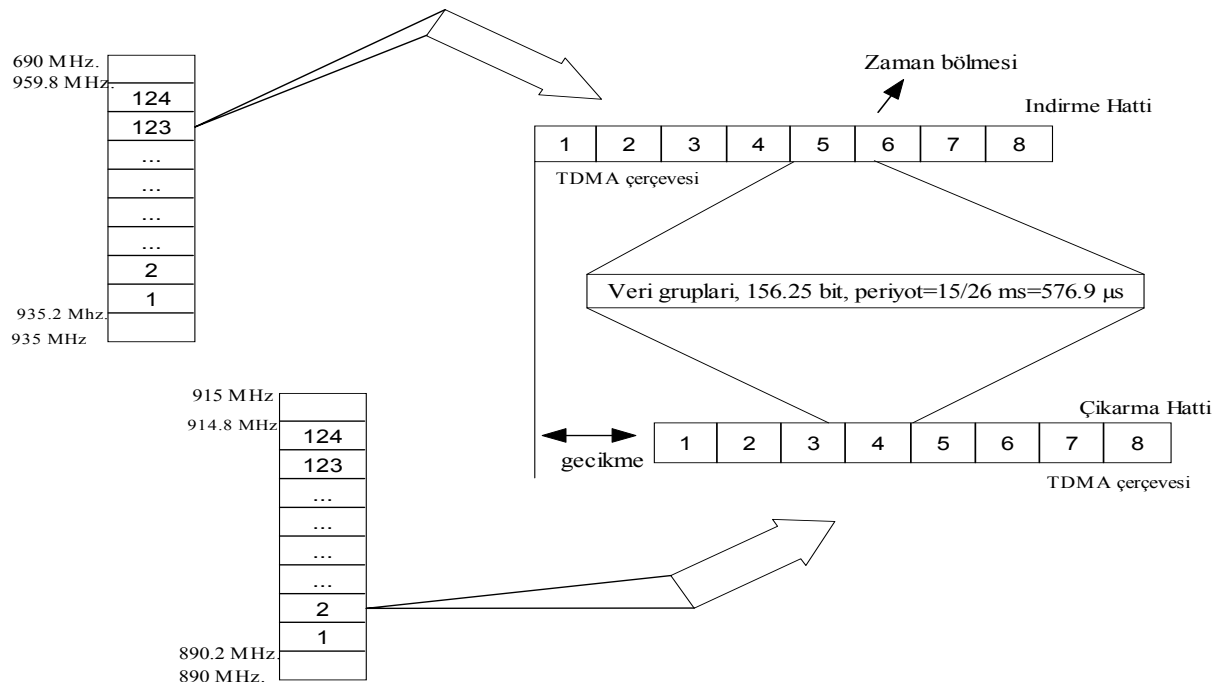 690 MHz.
959.8 MHz.
124
123
...
...
...
...
2
1
935.2 Mhz.
935 MHz
Zaman bölmesi
Indirme Hatti
1 2 3 4 5 6 7 8
TDMA çerçevesi
Veri gruplari, 156.25 bit, periyot=15/26 ms=576.9 µs
915 MHz
914.8 MHz
124
123
...
...
...
...
2
1
890.2 MHz.
890 MHz.
Çikarma Hatti
1 2 3 4 5 6 7 8
gecikme
TDMA çerçevesi